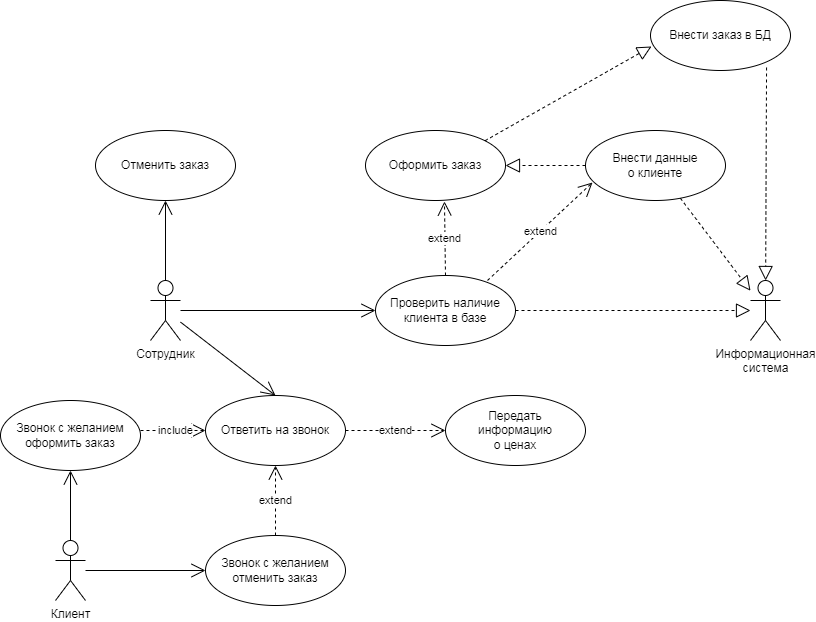 Внести заказ в БД
Отменить заказ
Оформить заказ
Внести данные
о клиенте
extend
extend
Проверить наличие
клиента в базе
Сотрудник
Информационная
система
Звонок с желанием
оформить заказ
include
Ответить на звонок
extend
Передать
информацию
о ценах
extend
Звонок с желанием
отменить заказ
Клиент